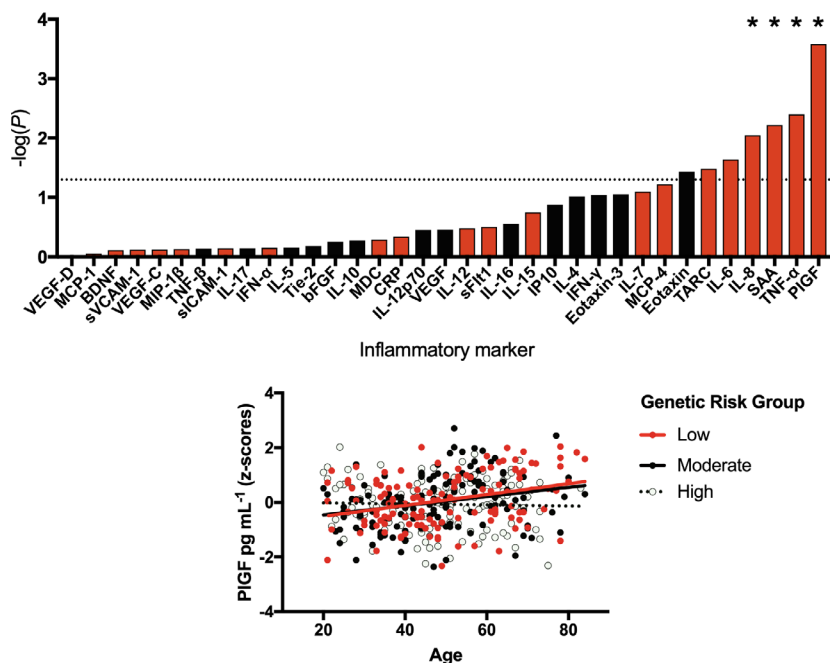 4
3
2
1
0
-log(P)
* * * *
VEGF-D
MCP-1
BDNF
sVCAM-1
VEGF-C
MIP-1β
TNF-β
sICAM-1
IL-17
IFN-α
IL-5
Tie-2
bFGF
IL-10
MDC
CRP
IL-12p70
VEGF
IL-12
sFlt1
IL-16
IL-15
IP10
IL-4
IFN-γ
Eotaxin-3
IL-7
MCP-4
Eotaxin
TARC
IL-6
IL-8
SAA
TNF-α
PlGF
Inflammatory marker
4
2
0
-2
-4
PlGF pg mL-1 (z-scores)
20 40 60 80
Age
Genetic Risk Group
Low
Moderate
High